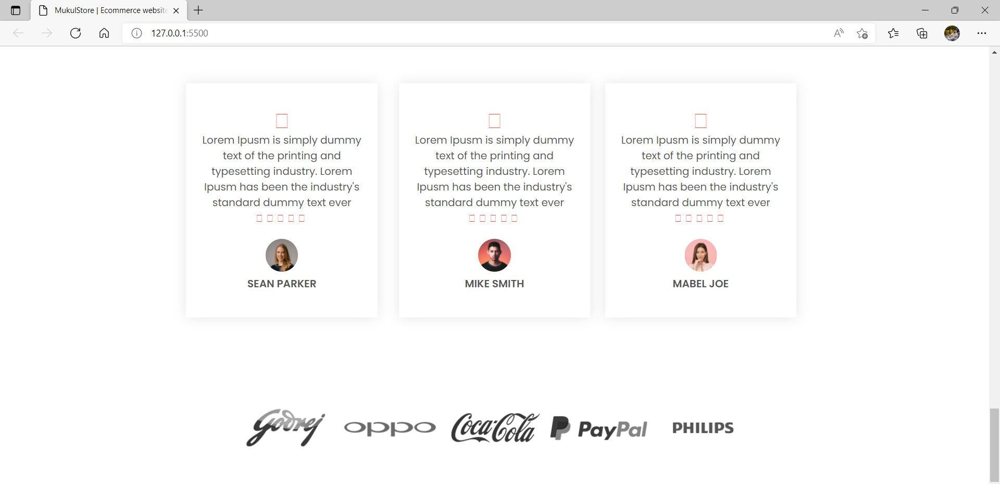 MukulStore | Ecommerce website
127.0.0.1:5500
Lorem Ipusm is simply dummy
text of the printing and
typesetting industry. Lorem
Ipusm has been the industry's
standard dummy text ever
SEAN PARKER
Lorem Ipusm is simply dummy
text of the printing and
typesetting industry. Lorem
Ipusm has been the industry's
standard dummy text ever
MIKE SMITH
Lorem Ipusm is simply dummy
text of the printing and
typesetting industry. Lorem
Ipusm has been the industry's
standard dummy text ever
MABEL JOE
Godrej oppo Coca-Cola PayPal PHILIPS